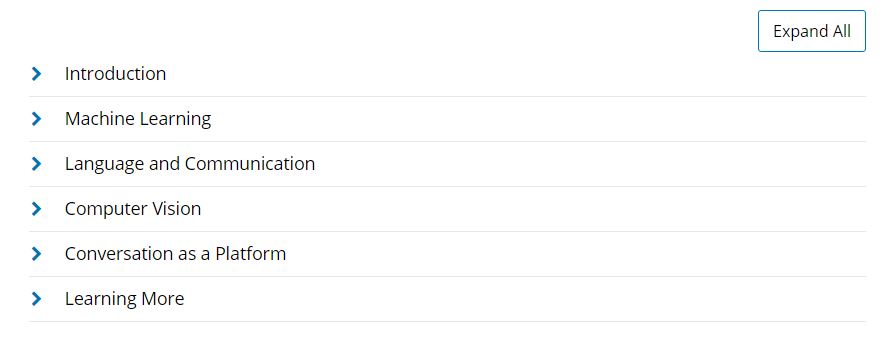 Expand All
Introduction
Machine Learning
Language and Communication
Computer Vision
Conversation as a Platform
Learning More